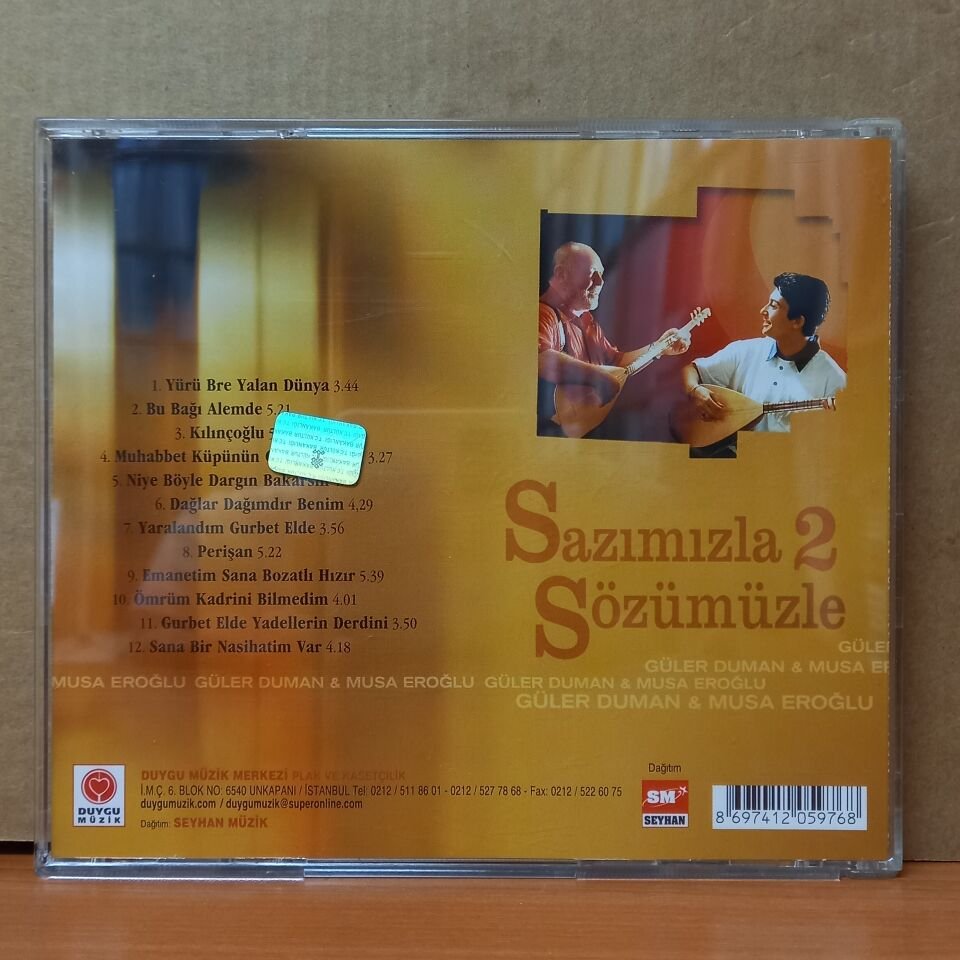 1. Yürü Bre Yalan Dünya 3.44
2. Bu Bağı Alemde 5.21
3. Kılınçoğlu
4. Muhabbet Küpünün 3.27
5. Niye Böyle Dargın Bakarsın
6. Dağlar Dağımdır Benim 4,29
7. Yaralandım Gurbet Elde 3.56
8. Perişan 5.22
9. Emanetim Sana Bozatlı Hızır 5.39
10. Ömrüm Kadrini Bilmedim 4.01
11. Gurbet Elde Yadellerin Derdini 3.50
12. Sana Bir Nasihatim Var 4.18
Sazımızla 2
Sözümüzle
GÜLER
GÜLER DUMAN & MUSA
MUSA EROĞLU GÜLER DUMAN & MUSA EROĞLU GÜLER DUMAN & MUSA EROĞLU
GÜLER DUMAN & MUSA EROĞLU
DUYGU MÜZİK
DUYGU MÜZİK MERKEZİ PLAK VE KASETÇİLİK
İ.M.Ç. 6. BLOK NO: 6540 UNKAPANI / İSTANBUL Tel: 0212 / 511 86 01 - 0212 / 527 78 68 - Fax: 0212 / 522 60 75
duygumuzik.com / duygumuzik@superonline.com
Dağıtım: SEYHAN MÜZİK
Dağıtım
SM
SEYHAN
8 697412 059768